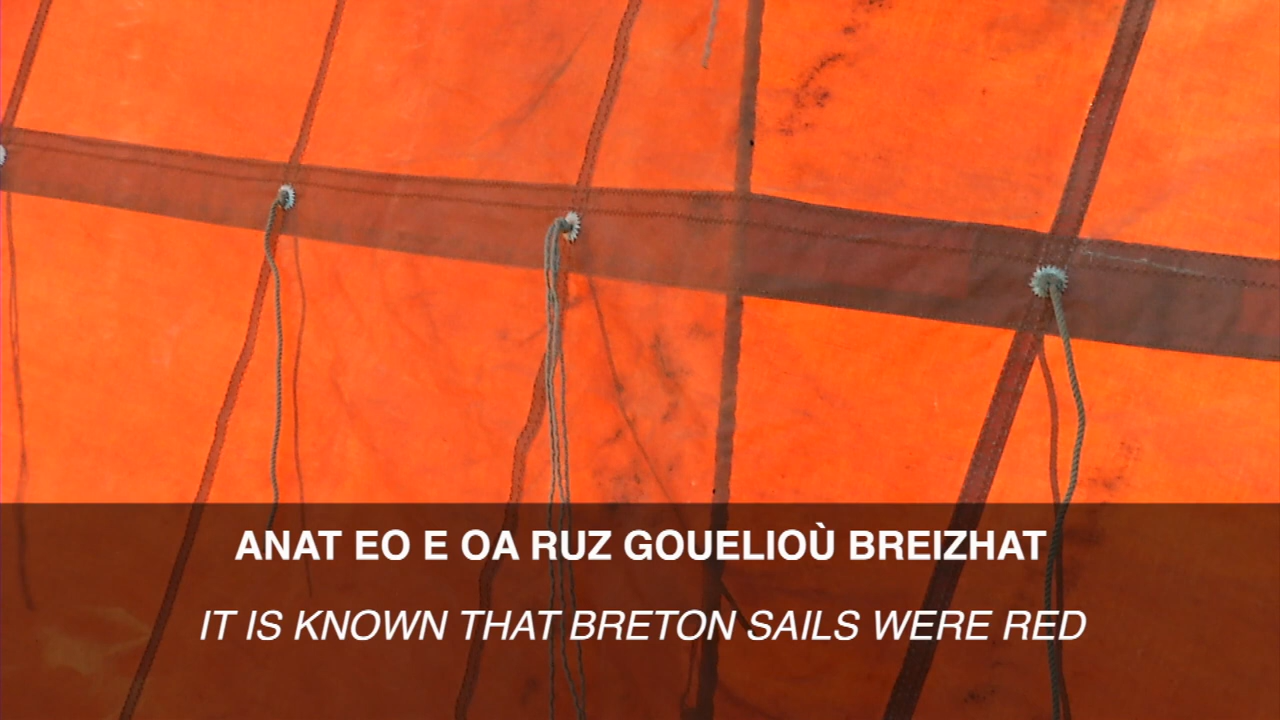 ANAT EO E OA RUZ GOUELIOÙ BREIZHAT
IT IS KNOWN THAT BRETON SAILS WERE RED